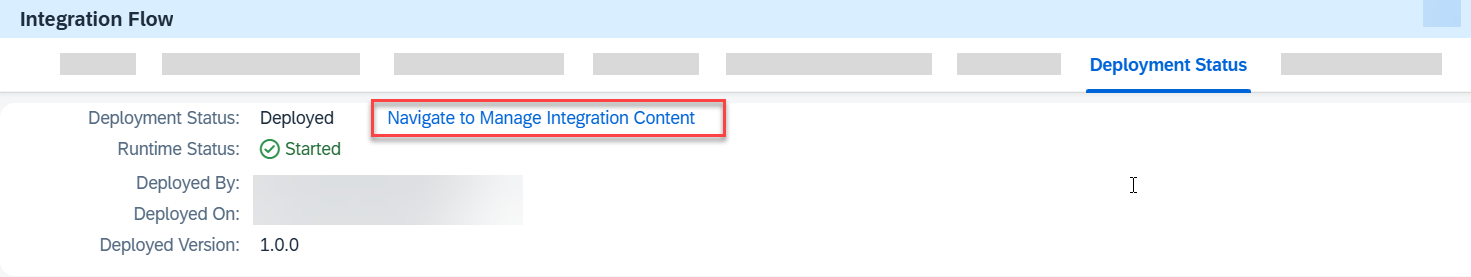 Integration Flow
Deployment Status
Deployment Status: Deployed Navigate to Manage Integration Content
Runtime Status: Started
Deployed By:
Deployed On:
Deployed Version: 1.0.0